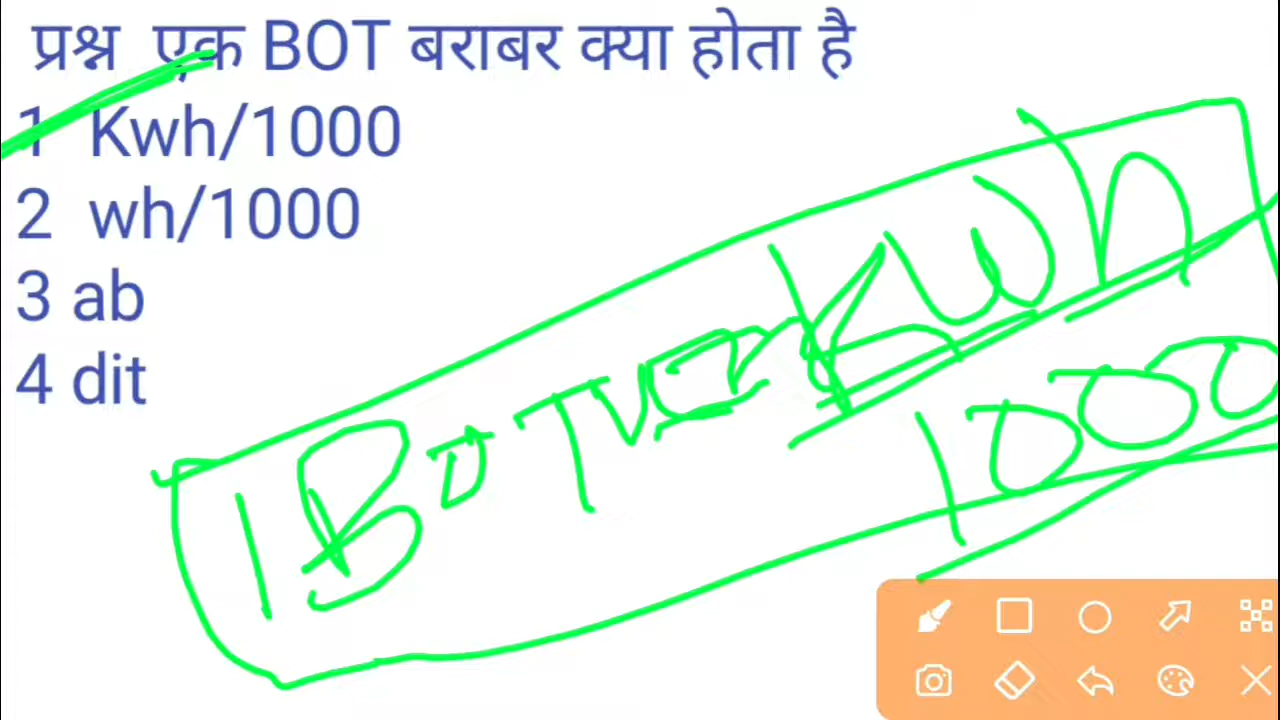 प्रश्न एक BOT बराबर क्या होता है
1 Kwh/1000
2 wh/1000
3 ab
4 dit
1 BOT
KWh
1000